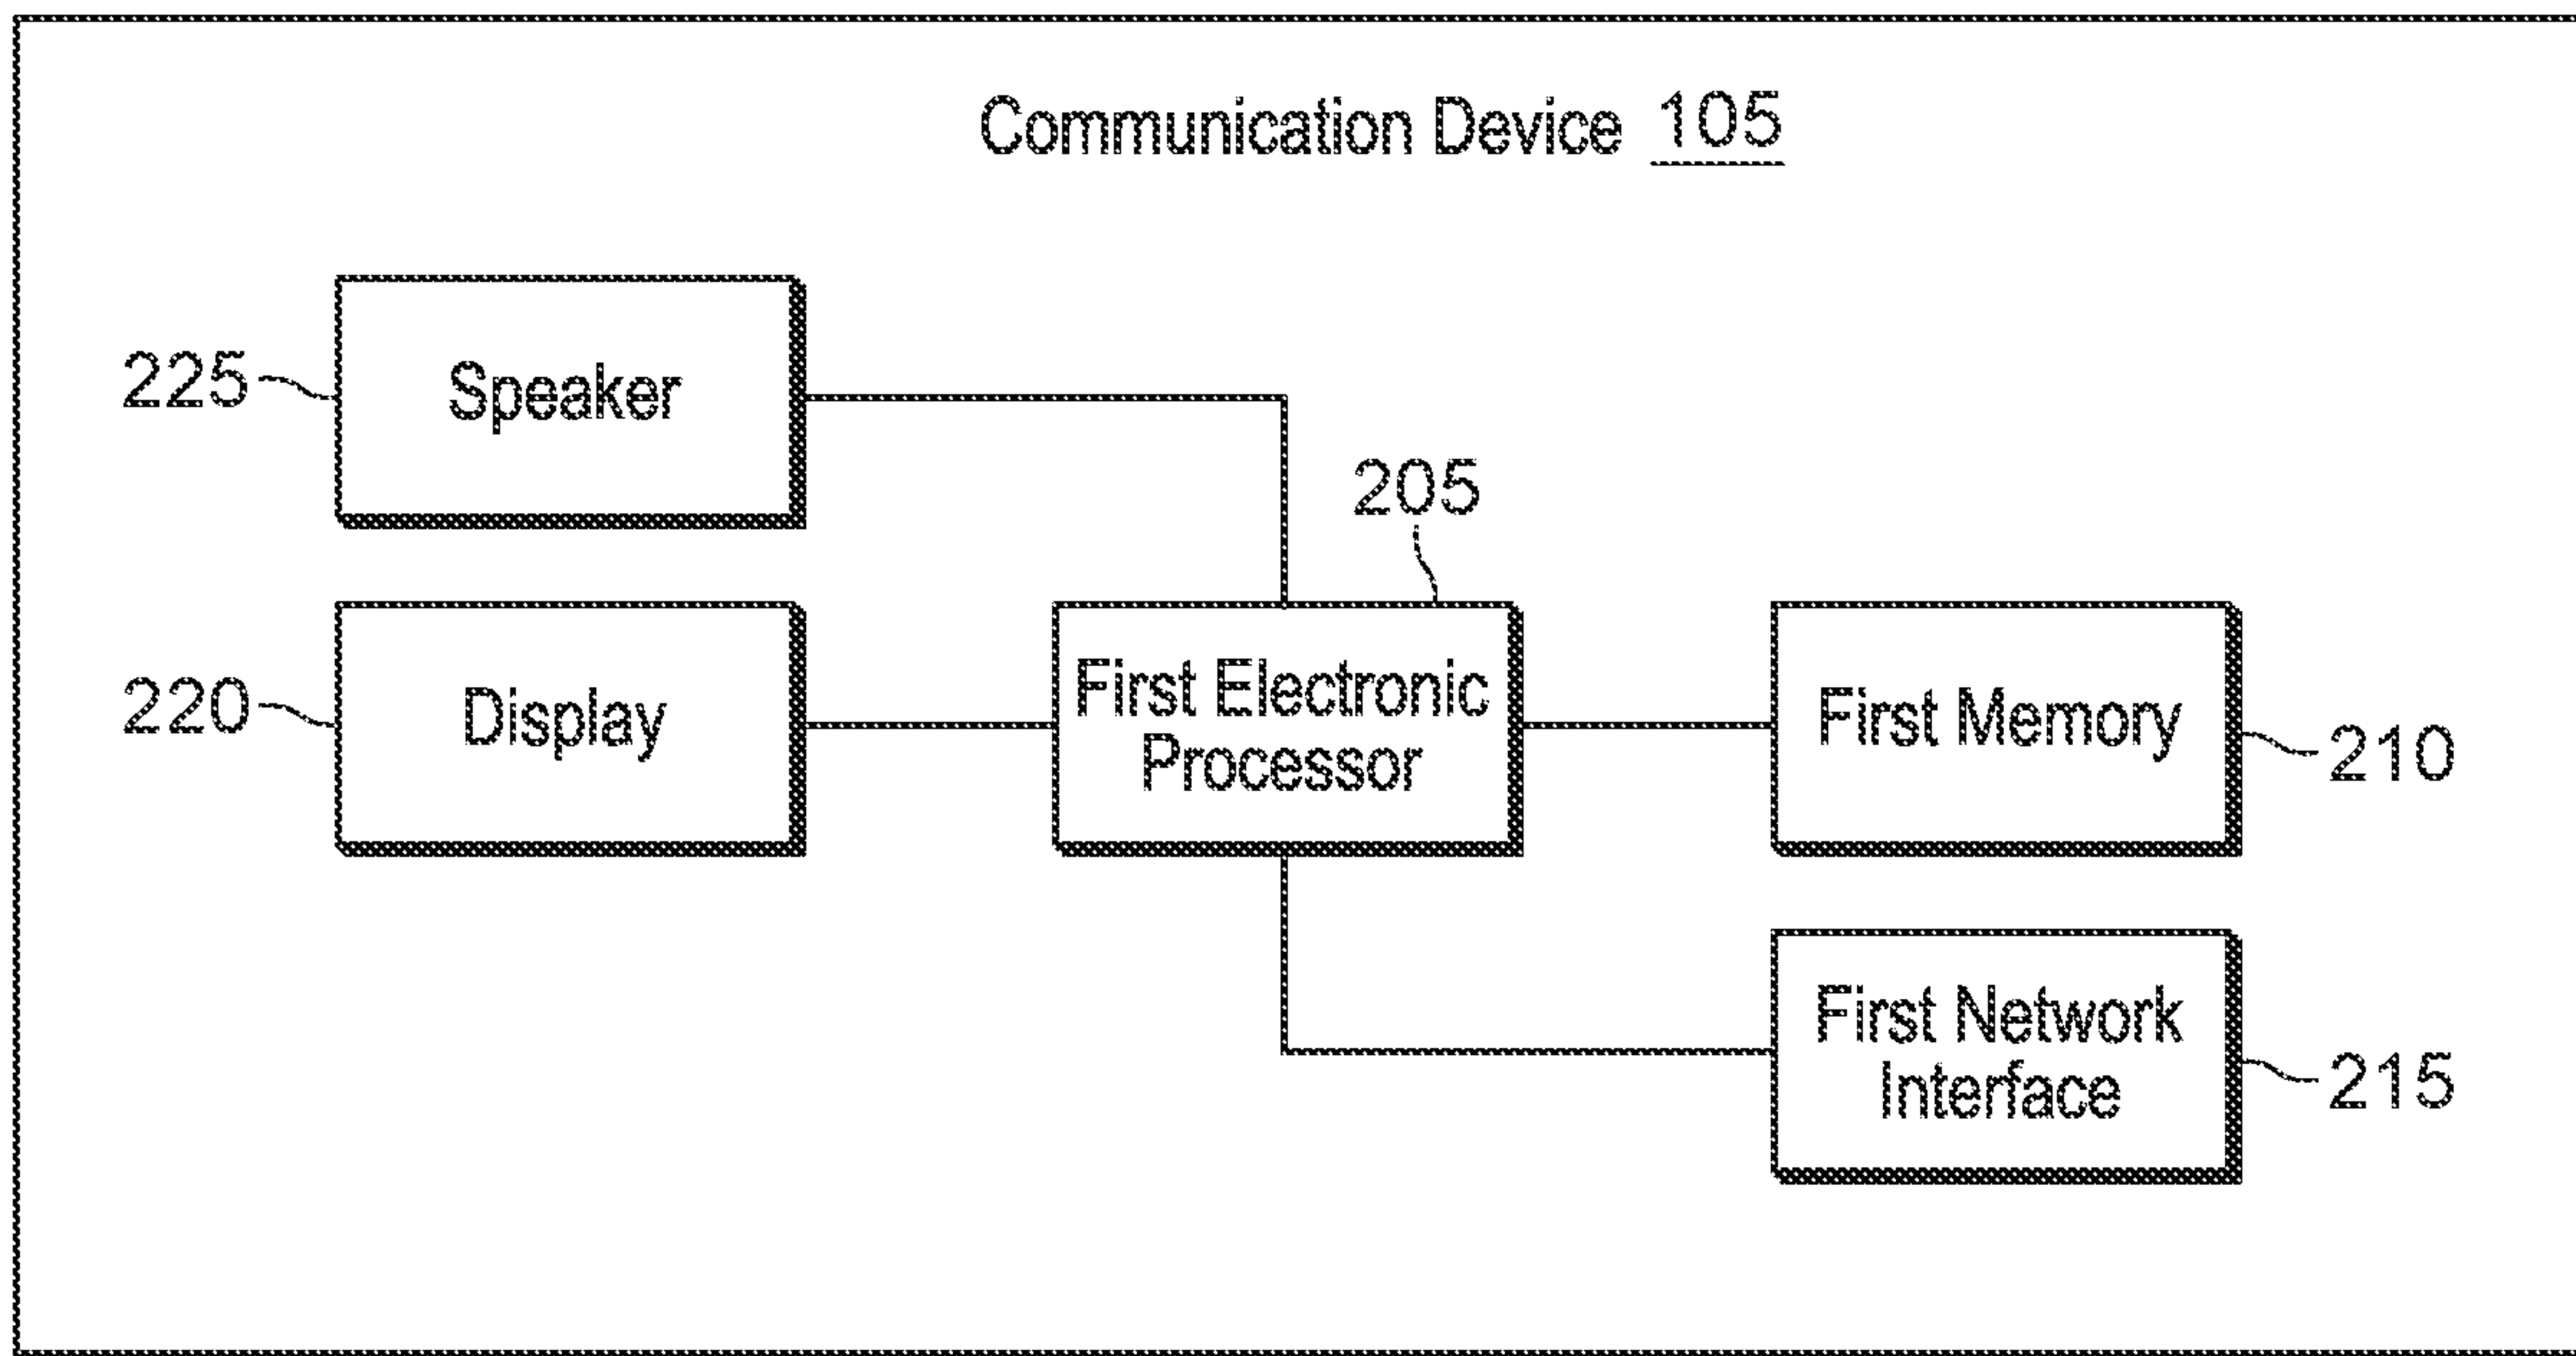 Communication Device 105
225
Speaker
205
220
Display
First Electronic
Processor
First Memory
210
First Network
Interface
215